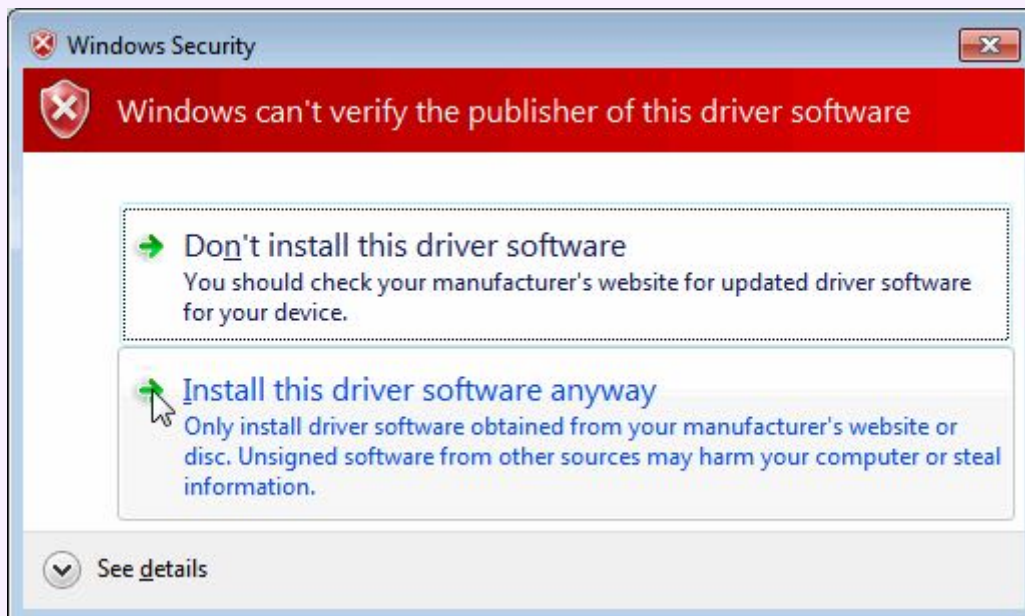 Windows Security
Windows can't verify the publisher of this driver software
Don't install this driver software
You should check your manufacturer's website for updated driver software
for your device.
Install this driver software anyway
Only install driver software obtained from your manufacturer's website or
disc. Unsigned software from other sources may harm your computer or steal
information.
See details